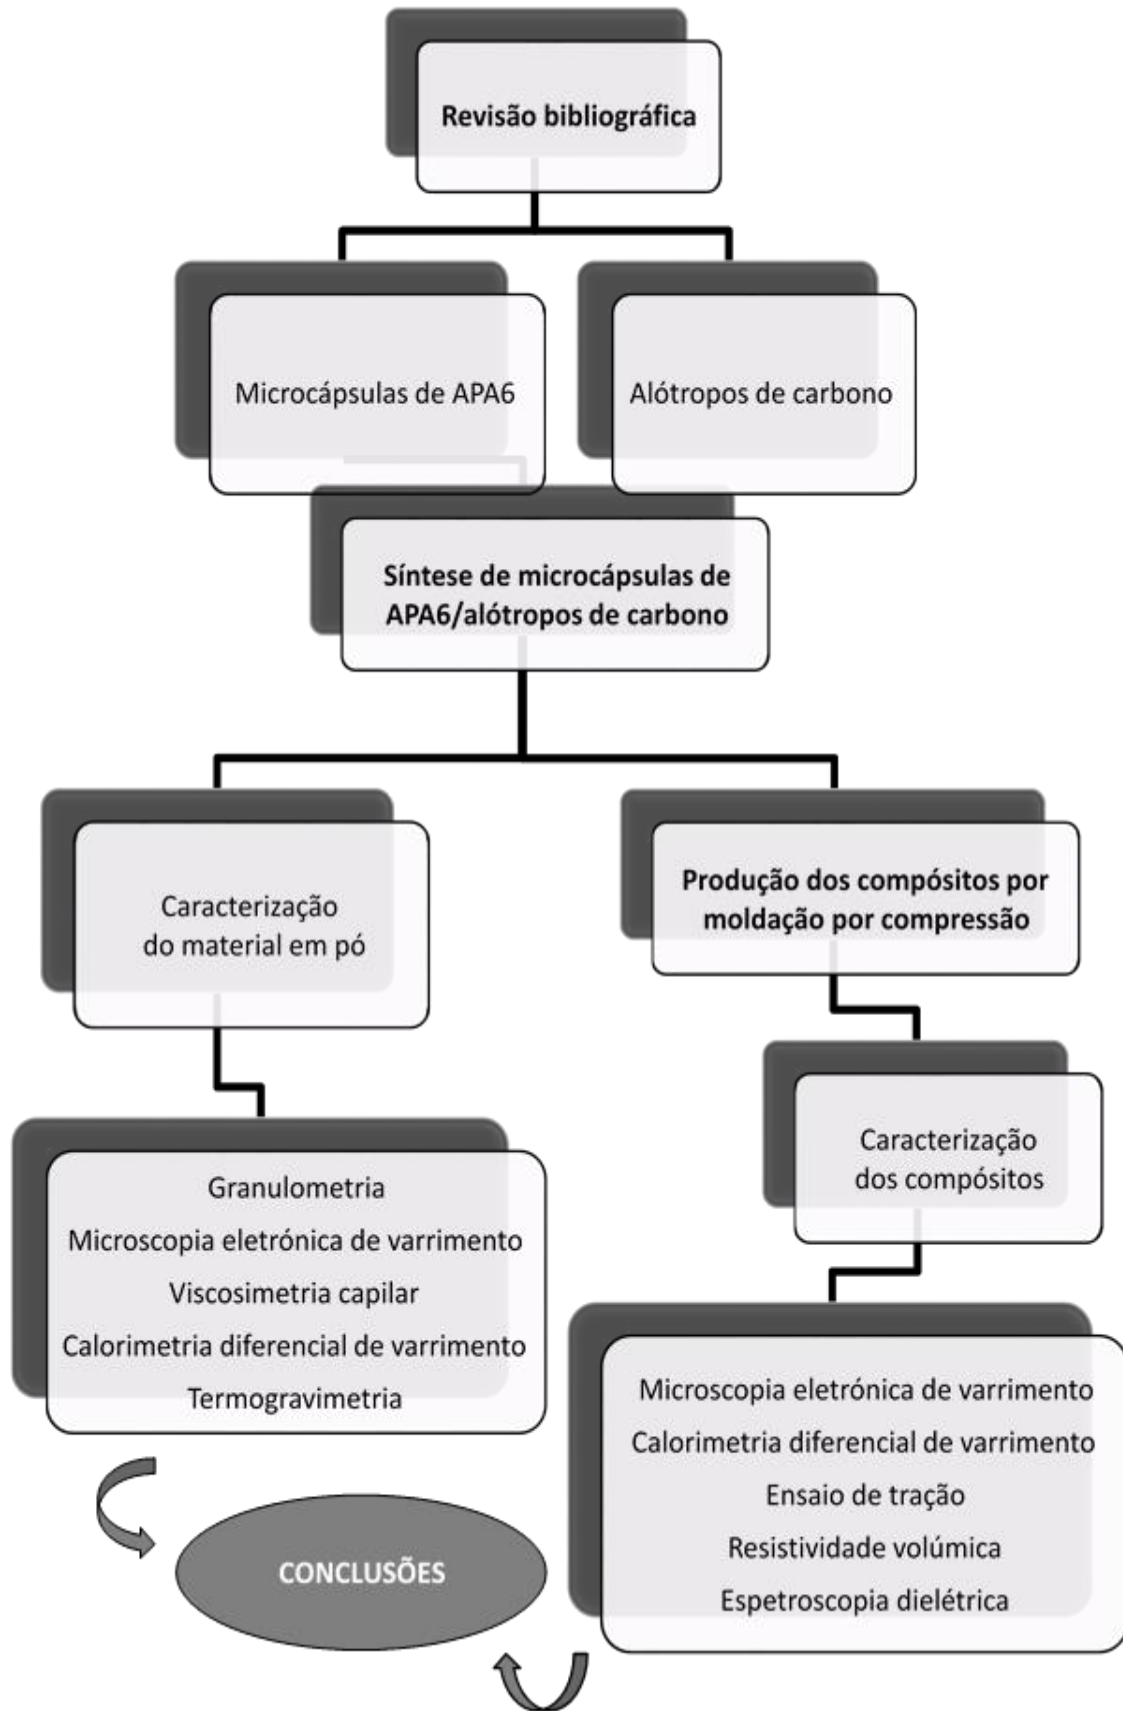 Revisão bibliográfica
Microcápsulas de APA6
Alótropos de carbono
Síntese de microcápsulas de
APA6/alótropos de carbono
Caracterização
do material em pó
Produção dos compósitos por
moldação por compressão
Caracterização
dos compósitos
Granulometria
Microscopia eletrónica de varrimento
Viscosimetria capilar
Calorimetria diferencial de varrimento
Termogravimetria
Microscopia eletrónica de varrimento
Calorimetria diferencial de varrimento
Ensaio de tração
Resistividade volúmica
Espetroscopia dielétrica
CONCLUSÕES